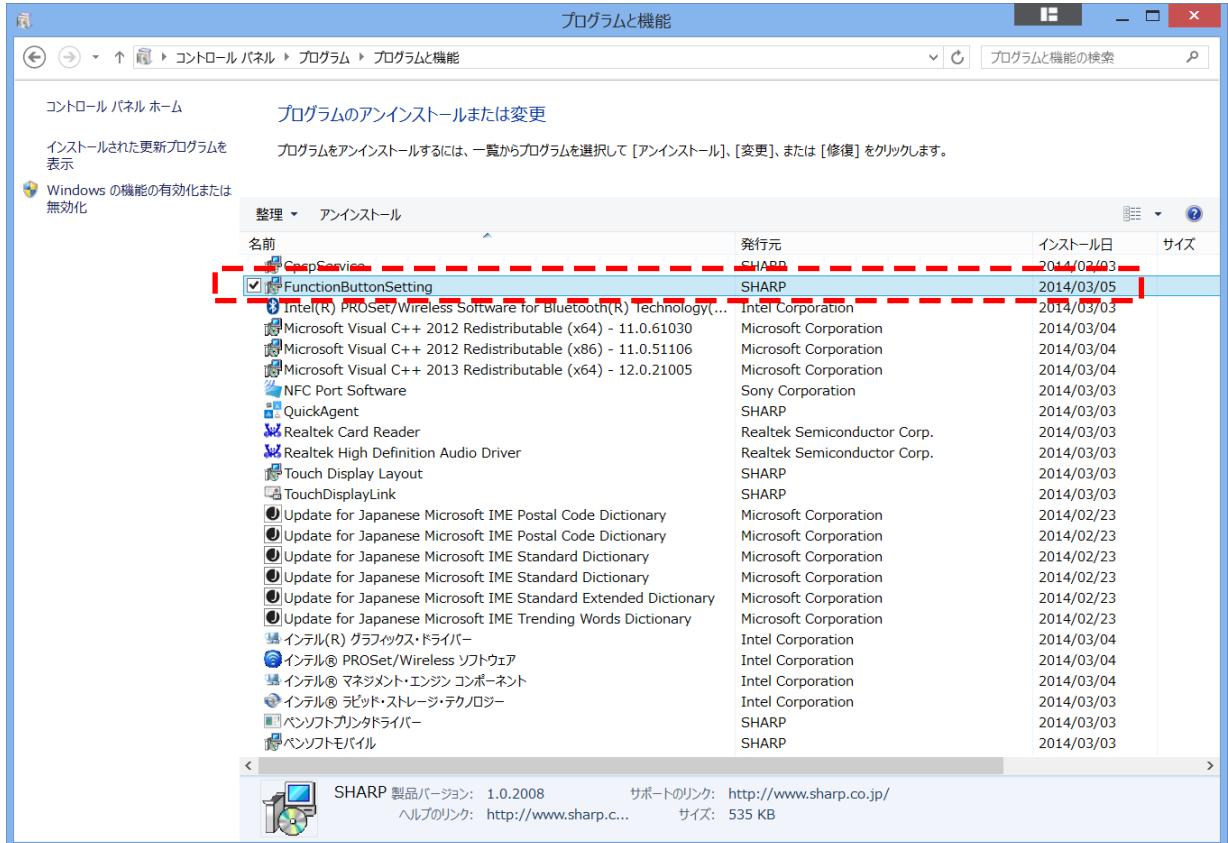 プログラムと機能
コントロール パネル プログラム プログラムと機能
プログラムと機能の検索
コントロール パネル ホーム
インストールされた更新プログラムを
表示
Windows の機能の有効化または
無効化
プログラムのアンインストールまたは変更
プログラムをアンインストールするには、一覧からプログラムを選択して [アンインストール]、[変更]、または [修復] をクリックします。
整理 アンインストール
名前 発行元 インストール日 サイズ
CpcpService SHARP 2014/03/03
FunctionButtonSetting SHARP 2014/03/05
Intel(R) PROSet/Wireless Software for Bluetooth(R) Technology(... Intel Corporation 2014/03/03
Microsoft Visual C++ 2012 Redistributable (x64) - 11.0.61030 Microsoft Corporation 2014/03/04
Microsoft Visual C++ 2012 Redistributable (x86) - 11.0.51106 Microsoft Corporation 2014/03/04
Microsoft Visual C++ 2013 Redistributable (x64) - 12.0.21005 Microsoft Corporation 2014/03/04
NFC Port Software Sony Corporation 2014/03/03
QuickAgent SHARP 2014/03/03
Realtek Card Reader Realtek Semiconductor Corp. 2014/03/03
Realtek High Definition Audio Driver Realtek Semiconductor Corp. 2014/03/03
Touch Display Layout SHARP 2014/03/03
TouchDisplayLink SHARP 2014/03/03
Update for Japanese Microsoft IME Postal Code Dictionary Microsoft Corporation 2014/02/23
Update for Japanese Microsoft IME Postal Code Dictionary Microsoft Corporation 2014/02/23
Update for Japanese Microsoft IME Standard Dictionary Microsoft Corporation 2014/02/23
Update for Japanese Microsoft IME Standard Dictionary Microsoft Corporation 2014/02/23
Update for Japanese Microsoft IME Standard Extended Dictionary Microsoft Corporation 2014/02/23
Update for Japanese Microsoft IME Trending Words Dictionary Microsoft Corporation 2014/02/23
インテル(R) グラフィックス・ドライバー Intel Corporation 2014/03/04
インテル® PROSet/Wireless ソフトウェア Intel Corporation 2014/03/04
インテル® マネジメント・エンジン コンポーネント Intel Corporation 2014/03/04
インテル® ラピッド・ストレージ・テクノロジー Intel Corporation 2014/03/03
ペンソフトプリンタドライバー SHARP 2014/03/03
ペンソフトモバイル SHARP 2014/03/03
SHARP 製品バージョン: 1.0.2008 サポートのリンク: http://www.sharp.co.jp/
ヘルプのリンク: http://www.sharp.c... サイズ: 535 KB